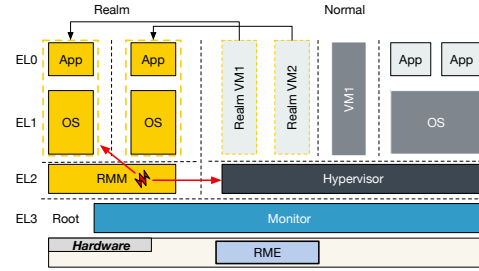 Realm Normal
EL0 App App App App
Realm VM1
Realm VM2
VM1
EL1 OS OS OS
EL2 RMM Hypervisor
EL3 Root Monitor
Hardware
RME